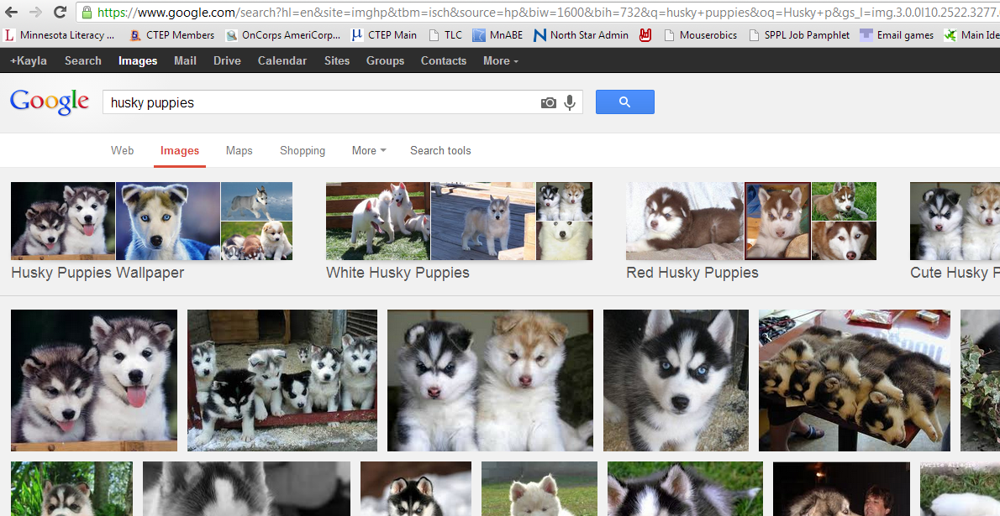 https://www.google.com/search?hl=en&site=imghp&tbm=isch&source=hp&biw=1600&bih=732&q=husky+puppies&oq=Husky+p&gs_l=img.3.0.0l10.2522.3277.
Minnesota Literacy ... CTEP Members OnCorps AmeriCorp... CTEP Main TLC MnABE North Star Admin Mouserobics SPPL Job Pamphlet Email games Main Ide
+Kayla Search Images Mail Drive Calendar Sites Groups Contacts More
Google husky puppies
Web Images Maps Shopping More Search tools
Husky Puppies Wallpaper White Husky Puppies Red Husky Puppies Cute Husky P